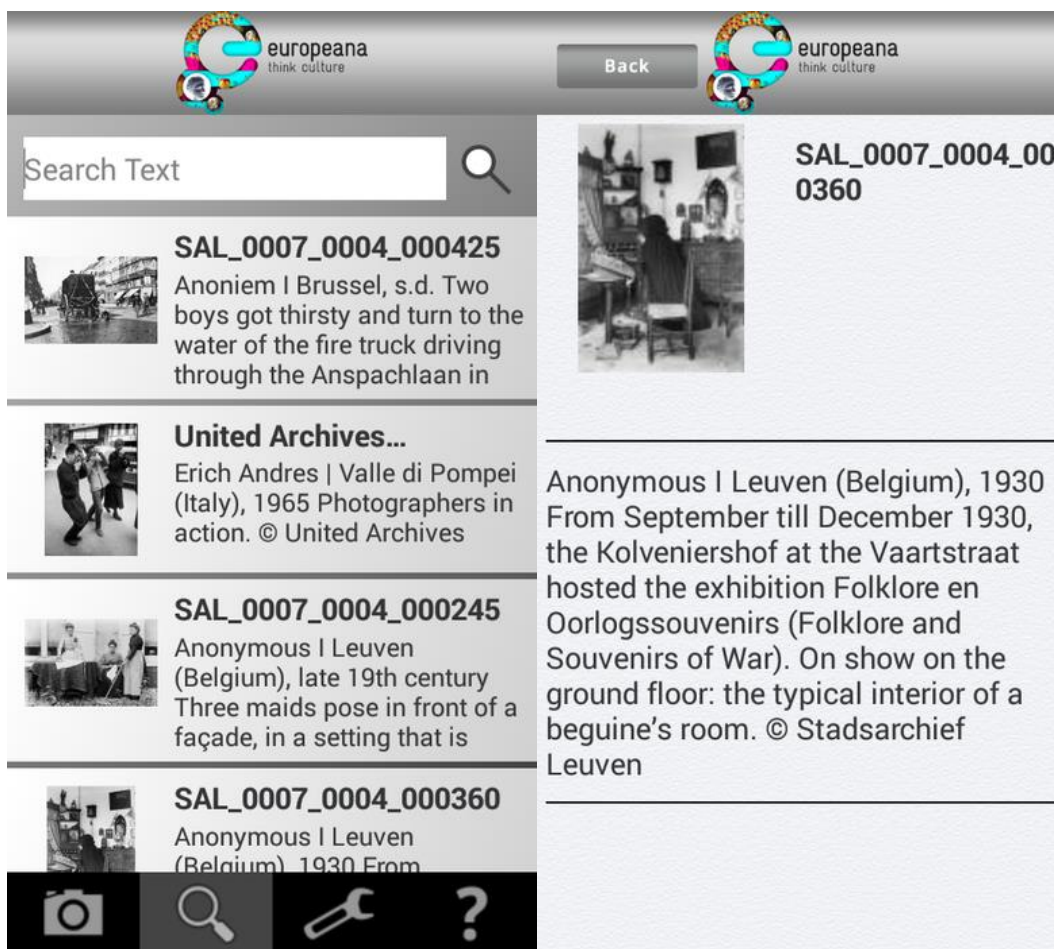 europeana
think culture
Search Text
SAL_0007_0004_000425
Anoniem I Brussel, s.d. Two
boys got thirsty and turn to the
water of the fire truck driving
through the Anspachlaan in
United Archives...
Erich Andres | Valle di Pompei
(Italy), 1965 Photographers in
action. © United Archives
SAL_0007_0004_000245
Anonymous I Leuven
(Belgium), late 19th century
Three maids pose in front of a
façade, in a setting that is
SAL_0007_0004_000360
Anonymous I Leuven
(Belgium), 1930 From
?
Back
europeana
think culture
SAL_0007_0004_00
0360
Anonymous I Leuven (Belgium), 1930
From September till December 1930,
the Kolveniershof at the Vaartstraat
hosted the exhibition Folklore en
Oorlogssouvenirs (Folklore and
Souvenirs of War). On show on the
ground floor: the typical interior of a
beguine's room. © Stadsarchief
Leuven